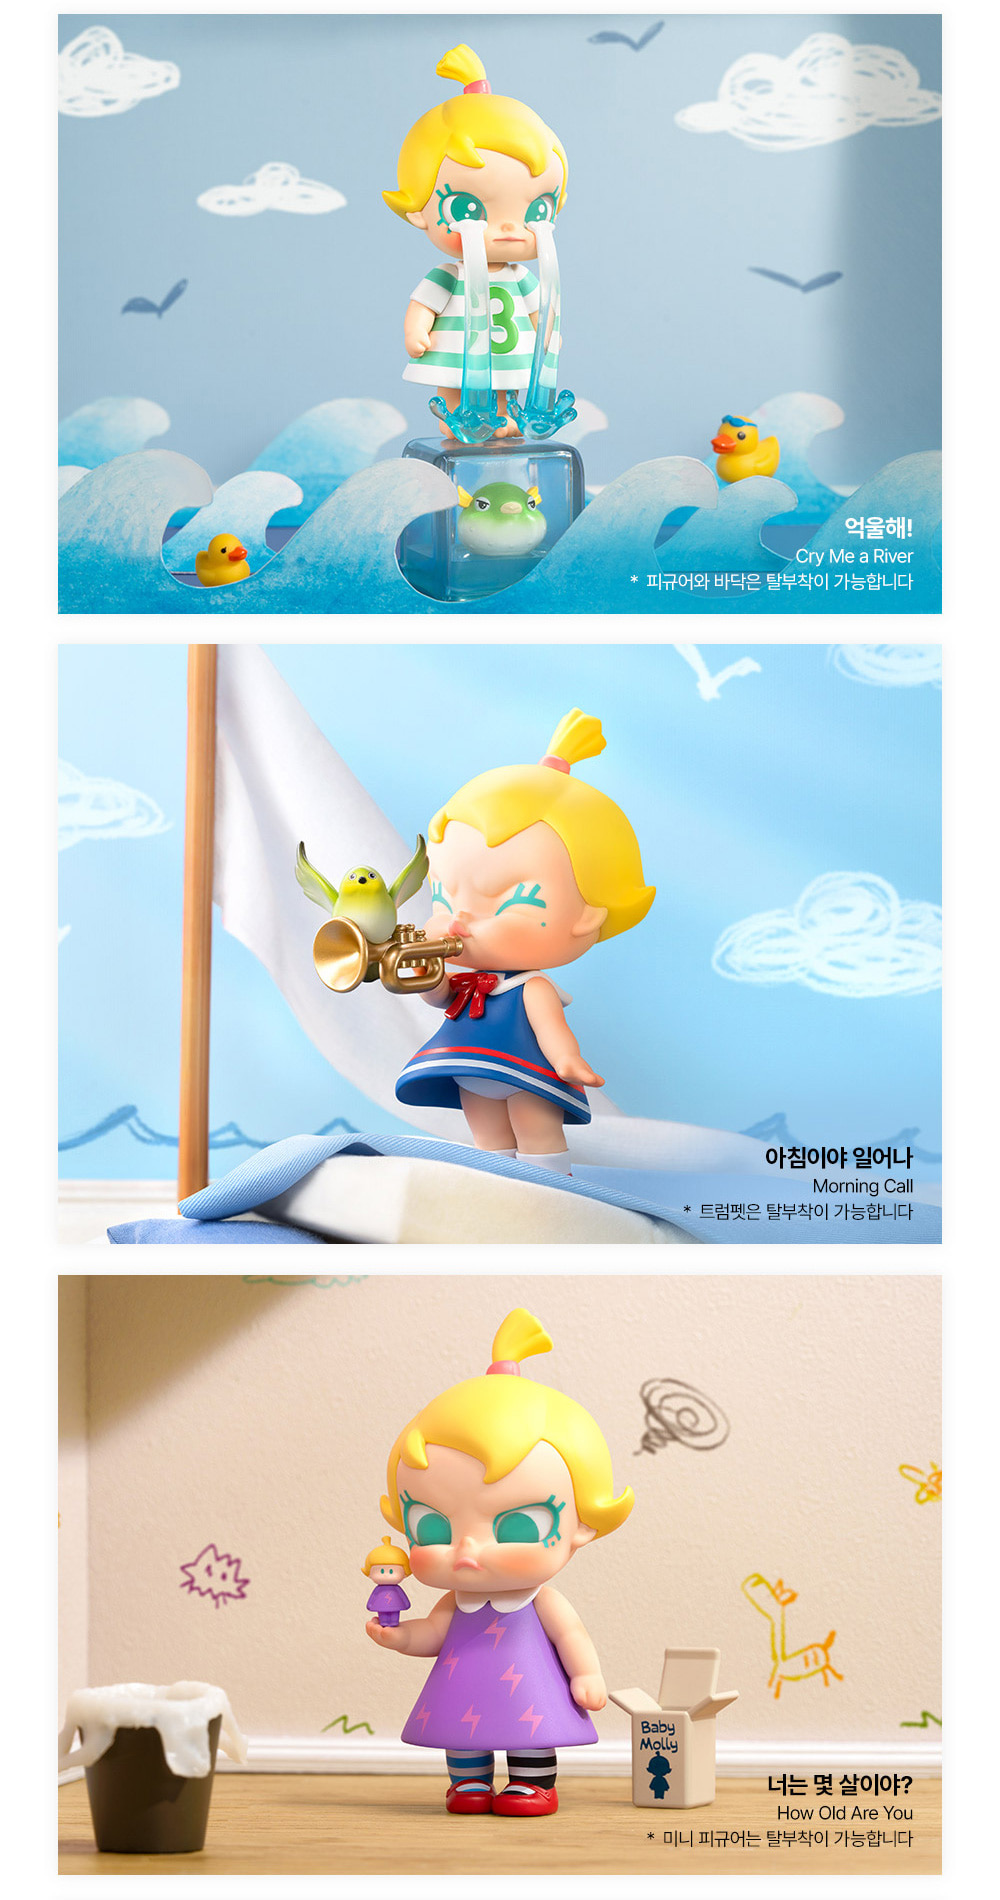 3
억울해!
Cry Me a River
* 피규어와 바닥은 탈부착이 가능합니다
아침이야 일어나
Morning Call
* 트럼펫은 탈부착이 가능합니다
Baby
Molly
너는 몇 살이야?
How Old Are You
* 미니 피규어는 탈부착이 가능합니다